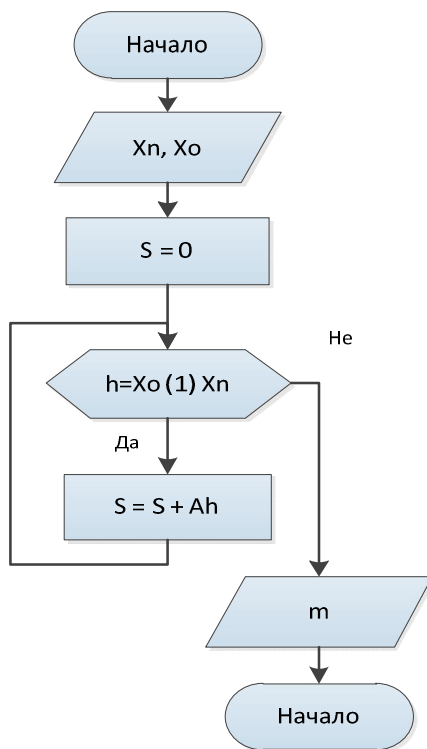 Начало
Xn, Xo
S = 0
Не
h=Xo (1) Xn
Да
S = S + Ah
m
Начало